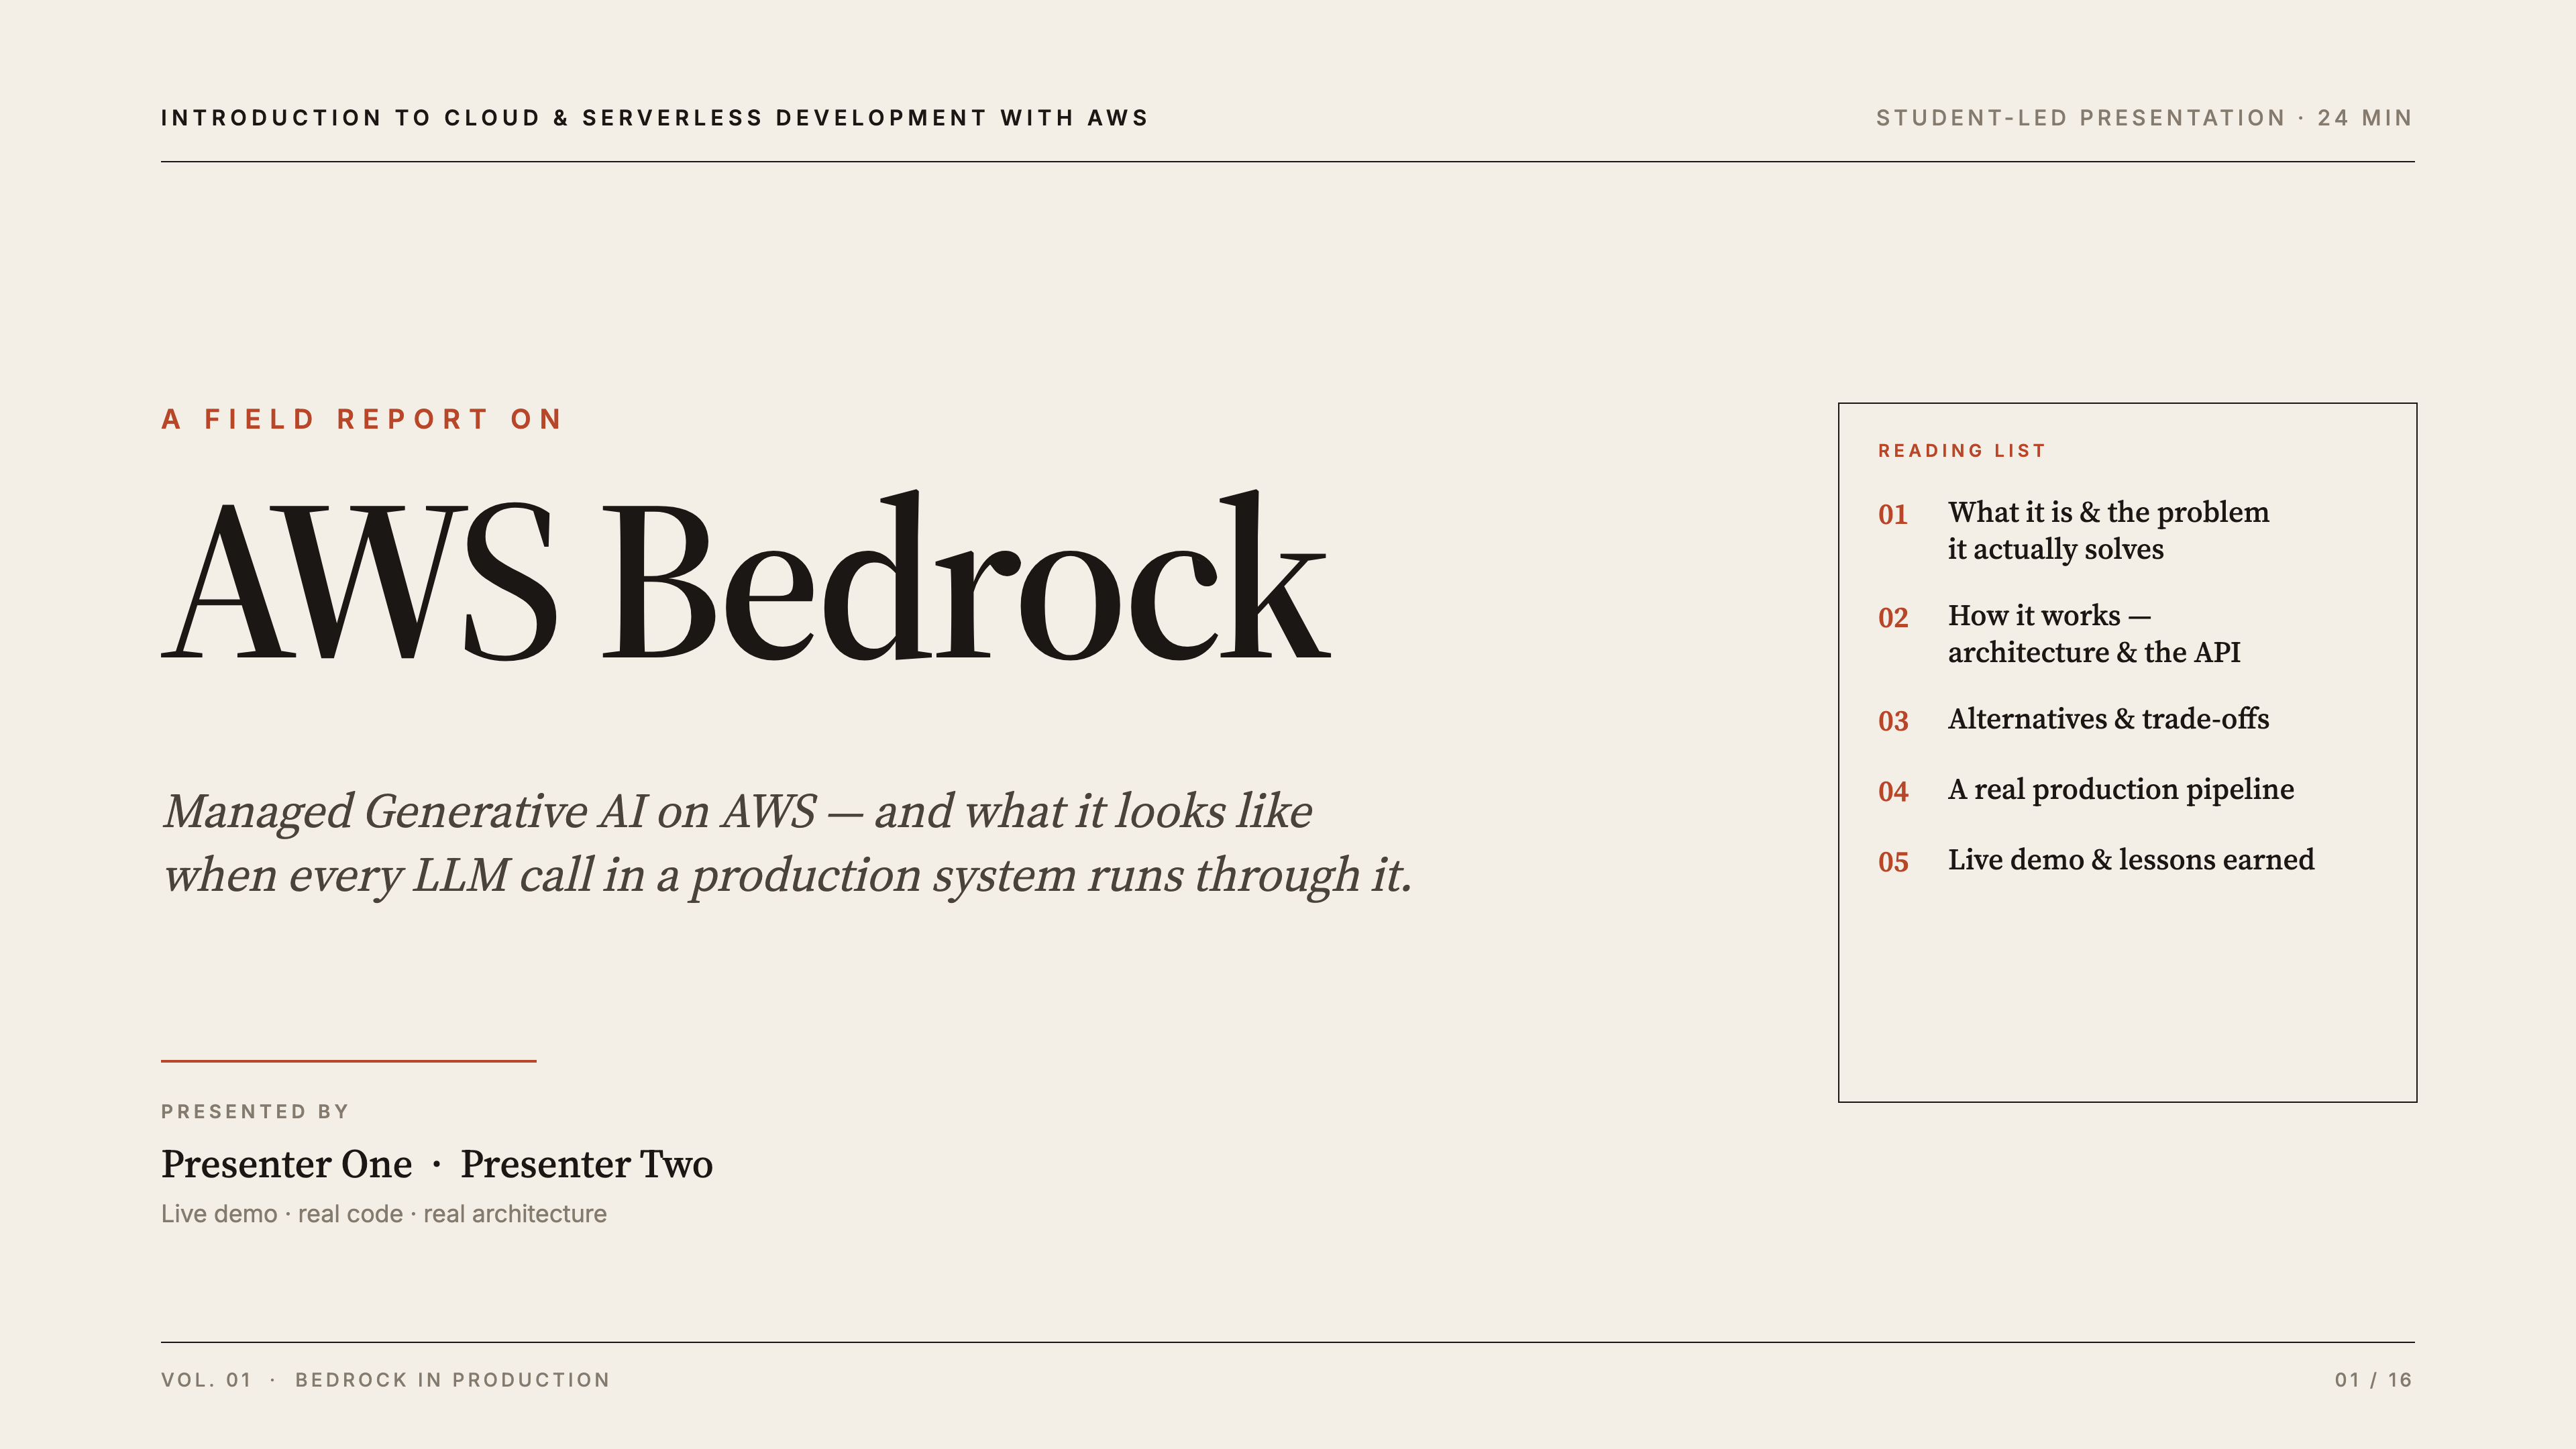 INTRODUCTION TO CLOUD & SERVERLESS DEVELOPMENT WITH AWS
STUDENT-LED PRESENTATION · 24 MIN
A FIELD REPORT ON
AWS Bedrock
Managed Generative AI on AWS — and what it looks like
when every LLM call in a production system runs through it.
PRESENTED BY
Presenter One · Presenter Two
Live demo · real code · real architecture
READING LIST
01 What it is & the problem
it actually solves
02 How it works —
architecture & the API
03 Alternatives & trade-offs
04 A real production pipeline
05 Live demo & lessons earned
VOL. 01 · BEDROCK IN PRODUCTION
01 / 16